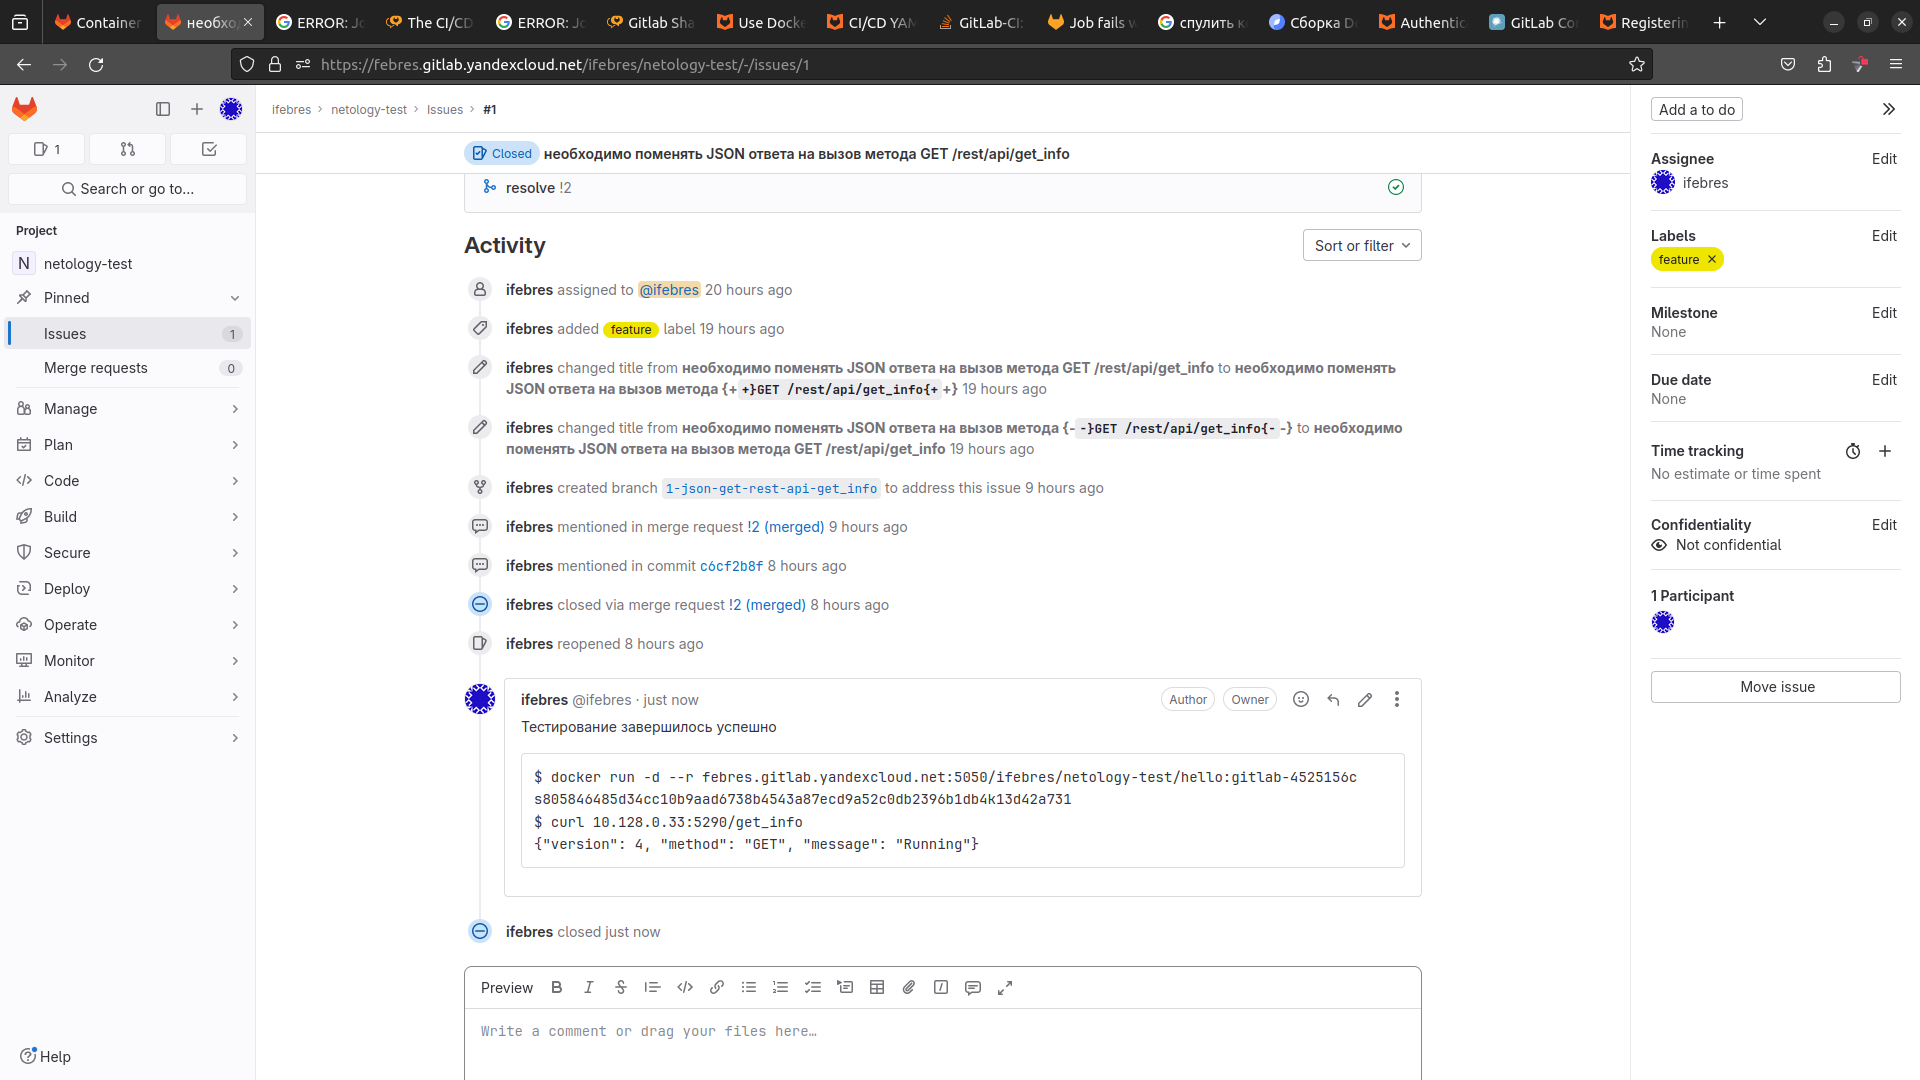 Container
необхо
ERROR: Jo
The CI/CD
ERROR: Jo
Gitlab Sha
Use Docke
CI/CD YAM
GitLab-CI:
Job fails w
спулить к
Сборка D
Authentic
GitLab Co
Registerin
https://febres.gitlab.yandexcloud.net/ifebres/netology-test/-/issues/1
1
Search or go to...
Project
N netology-test
Pinned
Issues 1
Merge requests 0
Manage
Plan
Code
Build
Secure
Deploy
Operate
Monitor
Analyze
Settings
Help
ifebres › netology-test › Issues › #1
Closed необходимо поменять JSON ответа на вызов метода GET /rest/api/get_info
resolve !2
Activity
Sort or filter
ifebres assigned to @ifebres 20 hours ago
ifebres added feature label 19 hours ago
ifebres changed title from необходимо поменять JSON ответа на вызов метода GET /rest/api/get_info to необходимо поменять
JSON ответа на вызов метода {+ +}GET /rest/api/get_info{+ +} 19 hours ago
ifebres changed title from необходимо поменять JSON ответа на вызов метода {- -}GET /rest/api/get_info{- -} to необходимо
поменять JSON ответа на вызов метода GET /rest/api/get_info 19 hours ago
ifebres created branch 1-json-get-rest-api-get_info to address this issue 9 hours ago
ifebres mentioned in merge request !2 (merged) 9 hours ago
ifebres mentioned in commit c6cf2b8f 8 hours ago
ifebres closed via merge request !2 (merged) 8 hours ago
ifebres reopened 8 hours ago
ifebres @ifebres · just now
Author
Owner
Тестирование завершилось успешно
$ docker run -d --r febres.gitlab.yandexcloud.net:5050/ifebres/netology-test/hello:gitlab-4525156c
s805846485d34cc10b9aad6738b4543a87ecd9a52c0db2396b1db4k13d42a731
$ curl 10.128.0.33:5290/get_info
{"version": 4, "method": "GET", "message": "Running"}
ifebres closed just now
Preview
Write a comment or drag your files here…
Add a to do
Assignee Edit
ifebres
Labels Edit
feature
Milestone Edit
None
Due date Edit
None
Time tracking
No estimate or time spent
Confidentiality Edit
Not confidential
1 Participant
Move issue